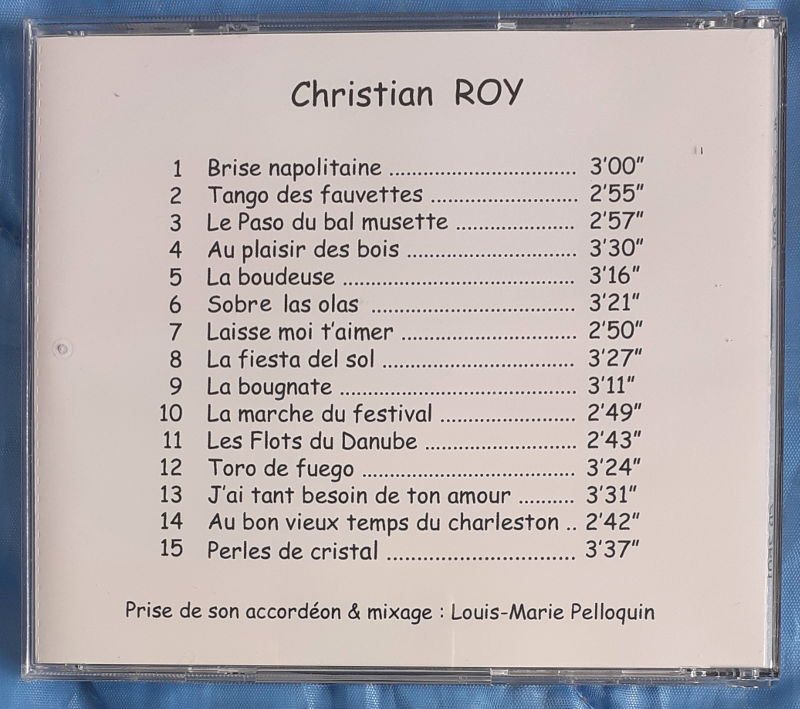 Christian ROY
1 Brise napolitaine ............................ 3'00"
2 Tango des fauvettes ...................... 2'55"
3 Le Paso du bal musette .................. 2'57"
4 Au plaisir des bois ......................... 3'30"
5 La boudeuse ................................... 3'16"
6 Sobre las olas ............................... 3'21"
7 Laisse moi t'aimer .......................... 2'50"
8 La fiesta del sol ............................. 3'27"
9 La bougnate ................................... 3'11"
10 La marche du festival .................... 2'49"
11 Les Flots du Danube ....................... 2'43"
12 Toro de fuego ................................ 3'24"
13 J'ai tant besoin de ton amour ......... 3'31"
14 Au bon vieux temps du charleston .. 2'42"
15 Perles de cristal ............................ 3'37"
Prise de son accordéon & mixage : Louis-Marie Pelloquin